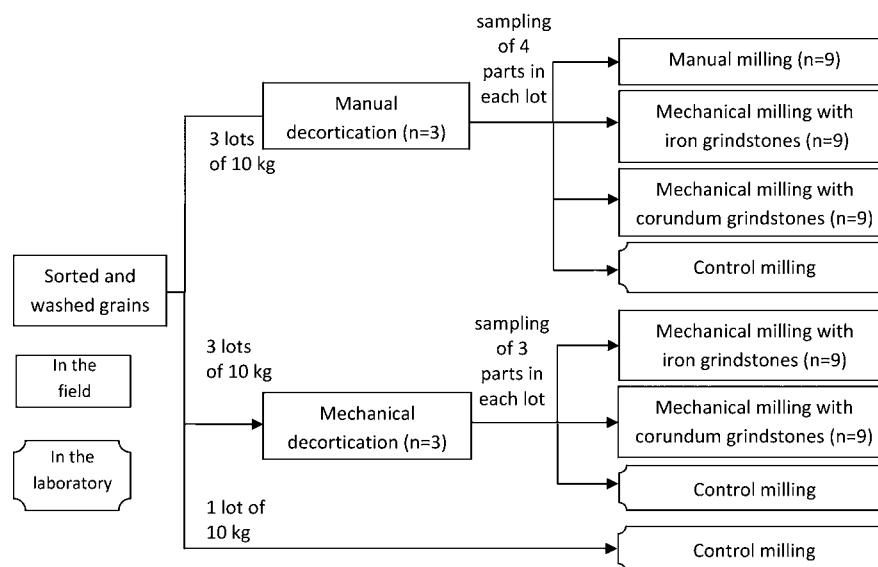 sampling
of 4
parts in
each lot
Manual milling (n=9)
Manual
decortication (n=3)
Mechanical milling with
iron grindstones (n=9)
3 lots
of 10 kg
Mechanical milling with
corundum grindstones (n=9)
Control milling
Sorted and
washed grains
sampling
of 3
parts in
each lot
Mechanical milling with
iron grindstones (n=9)
In the
field
3 lots
of 10 kg
Mechanical
decortication (n=3)
Mechanical milling with
corundum grindstones (n=9)
In the
laboratory
Control milling
1 lot of
10 kg
Control milling